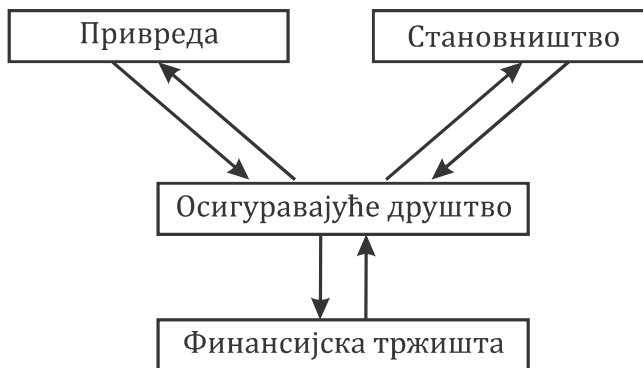 Привреда
Становништво
Осигуравајуће друштво
Финансијска тржишта